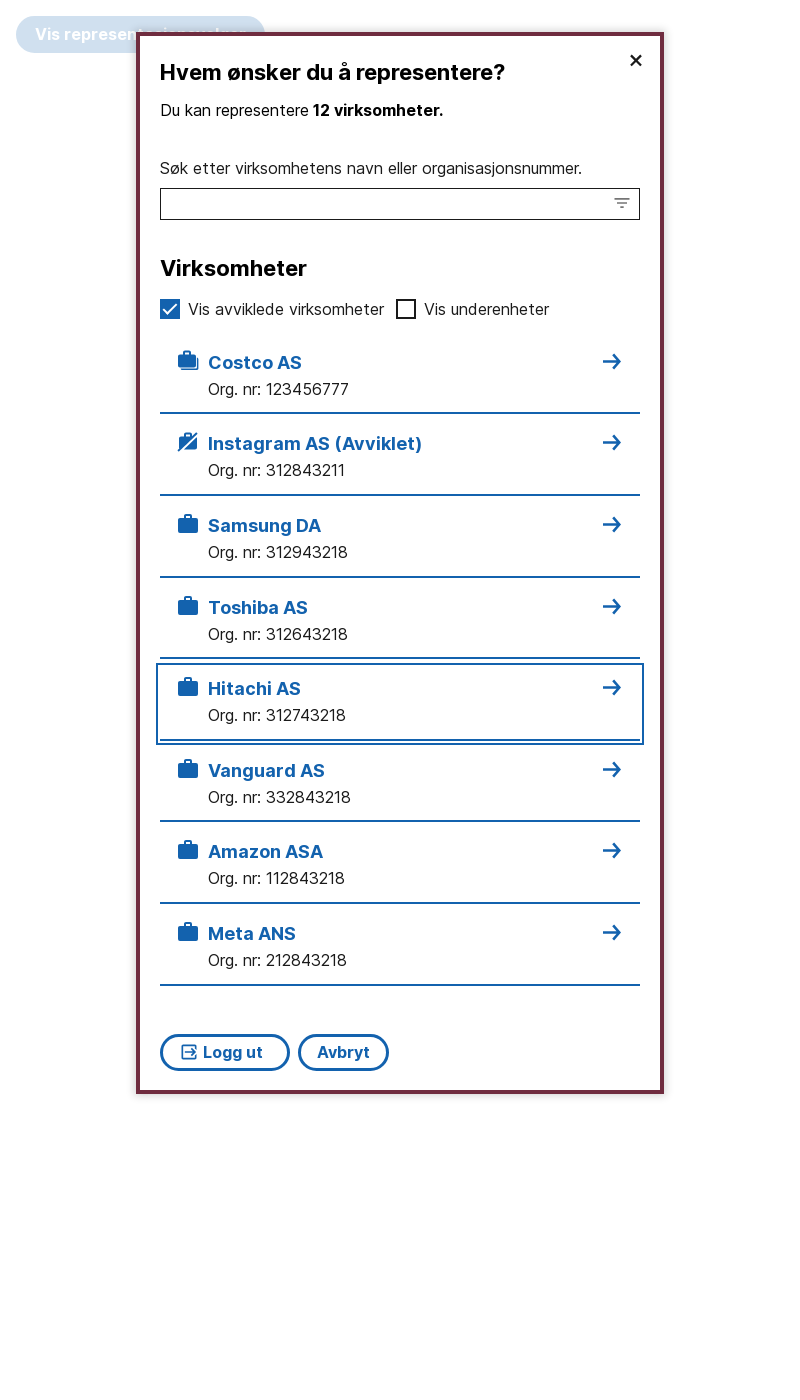 Vis representa
Hvem ønsker du å representere?
Du kan representere 12 virksomheter.
Søk etter virksomhetens navn eller organisasjonsnummer.
Virksomheter
Vis avviklede virksomheter Vis underenheter
Costco AS
Org. nr: 123456777
Instagram AS (Avviklet)
Org. nr: 312843211
Samsung DA
Org. nr: 312943218
Toshiba AS
Org. nr: 312643218
Hitachi AS
Org. nr: 312743218
Vanguard AS
Org. nr: 332843218
Amazon ASA
Org. nr: 112843218
Meta ANS
Org. nr: 212843218
Logg ut Avbryt